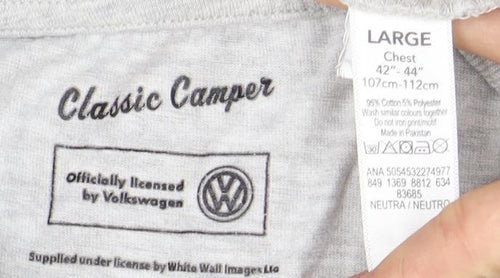 Classic Camper
Officially licensed
by Volkswagen
Supplied under license by White Wall Images Ltd
LARGE
Chest
42"- 44"
107cm-112cm
95% Cotton 5% Polyester
Wash similar colours together
Do not iron print/motif
Made in Pakistan
ANA 5054532274977
849 1369 8812 634
83685
NEUTRA / NEUTRO